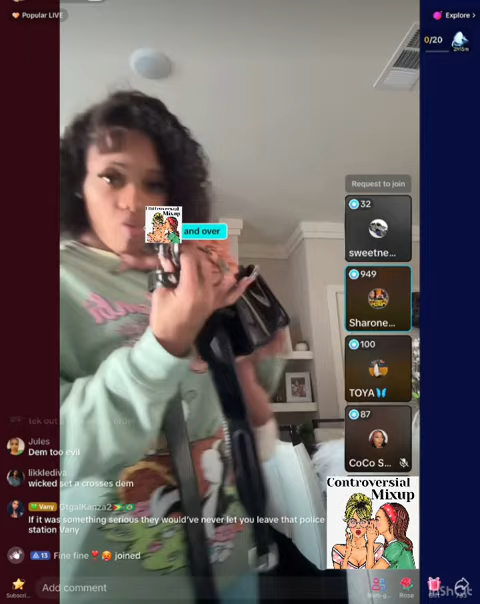 Popular LIVE
Explore >
0/20
Request to join
32
sweetne...
Controversial
Mixup
and over
949
Sharone...
100
TOYA
87
CoCo S...
Jules
Dem too evil
likklediva
wicked set a crosses dem
Vany GtgalKanza2
If it was something serious they would've never let you leave that police
station Vany
13 Fine fine joined
Controversial
Mixup
Subscri...
Add comment
Rose